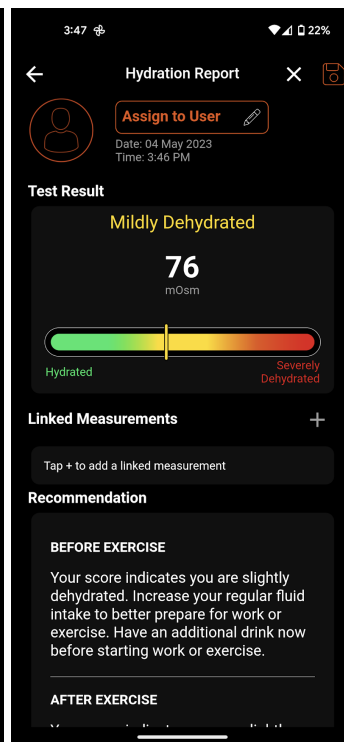 3:47 22%
Hydration Report
Assign to User
Date: 04 May 2023
Time: 3:46 PM
Test Result
Mildly Dehydrated
76
mOsm
Hydrated
Severely
Dehydrated
Linked Measurements
Tap + to add a linked measurement
Recommendation
BEFORE EXERCISE
Your score indicates you are slightly
dehydrated. Increase your regular fluid
intake to better prepare for work or
exercise. Have an additional drink now
before starting work or exercise.
AFTER EXERCISE